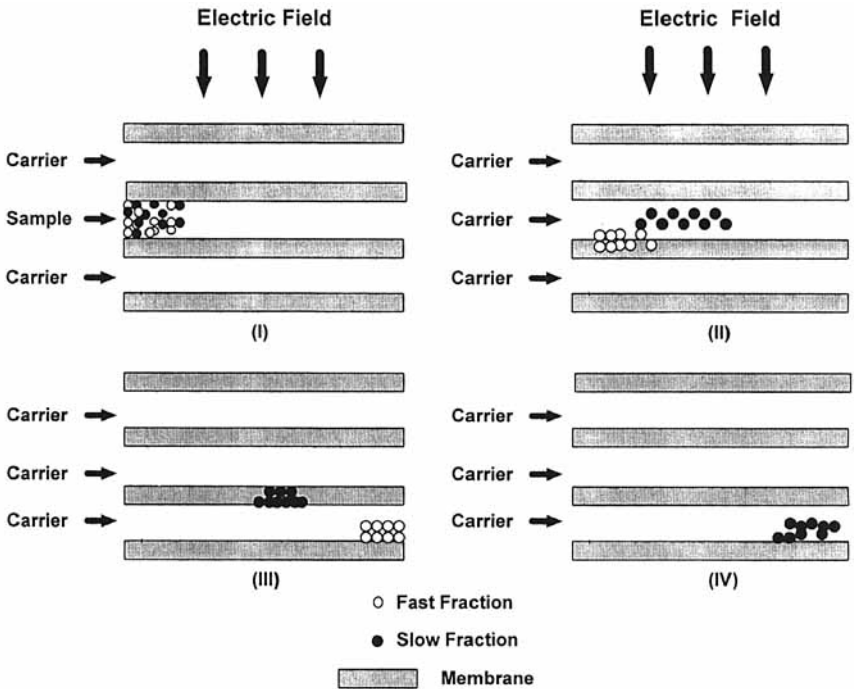 Electric Field
Electric Field
Carrier
Sample
Carrier
(I)
Carrier
Carrier
Carrier
(II)
Carrier
Carrier
Carrier
(III)
Carrier
Carrier
Carrier
(IV)
Fast Fraction
Slow Fraction
Membrane